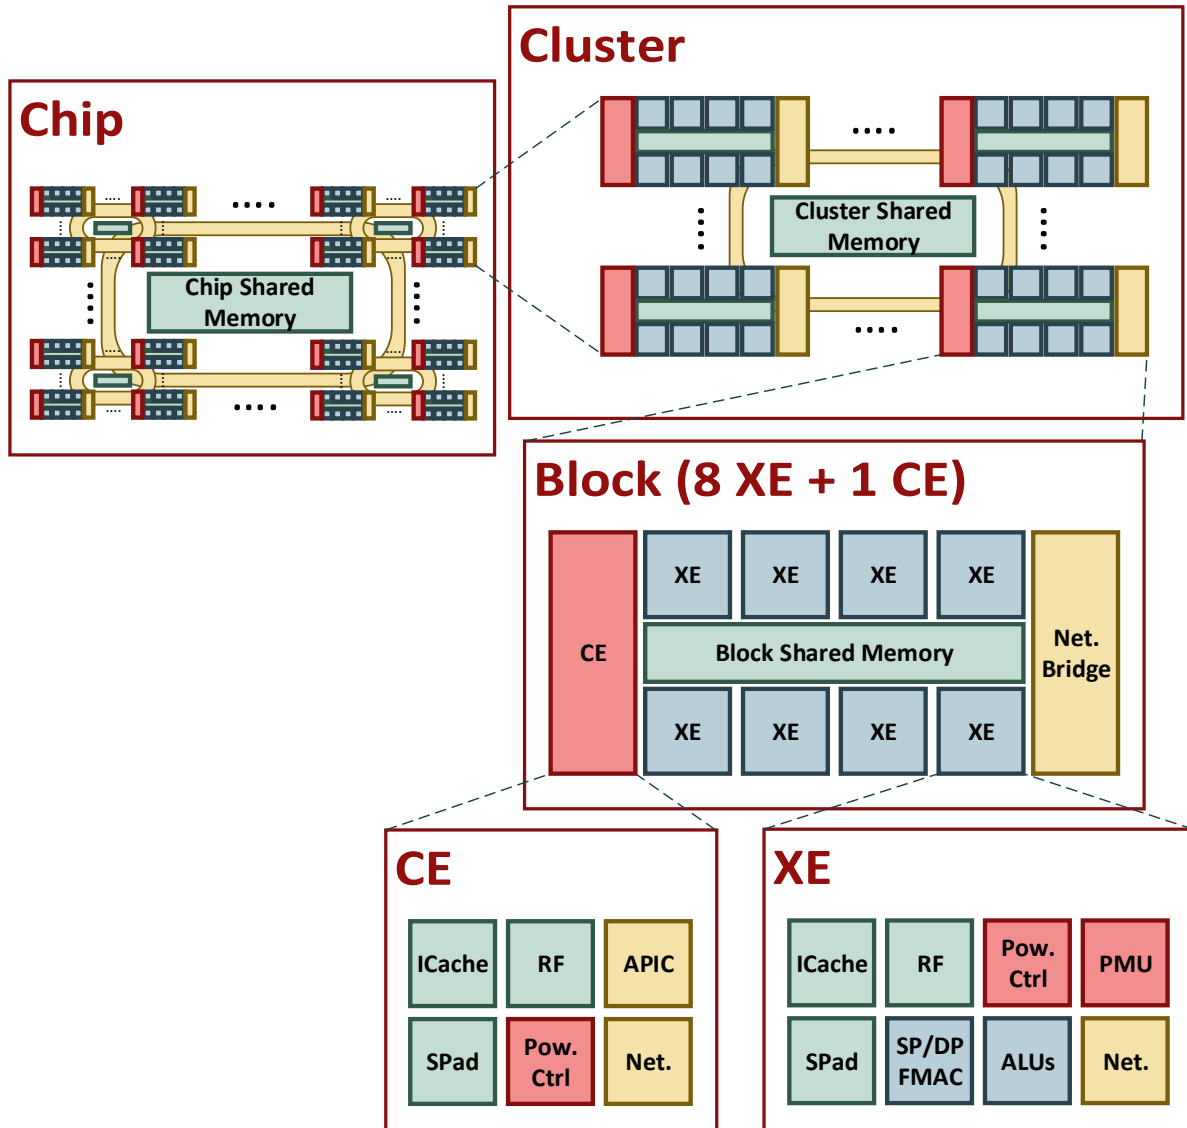 Cluster
Chip
Cluster Shared
Memory
Chip Shared
Memory
Block (8 XE + 1 CE)
XE XE XE XE
CE
Block Shared Memory
Net.
Bridge
XE XE XE XE
CE
ICache RF APIC
SPad
Pow.
Ctrl
Net.
XE
ICache RF
Pow.
Ctrl
PMU
SPad
SP/DP
FMAC
ALUs
Net.